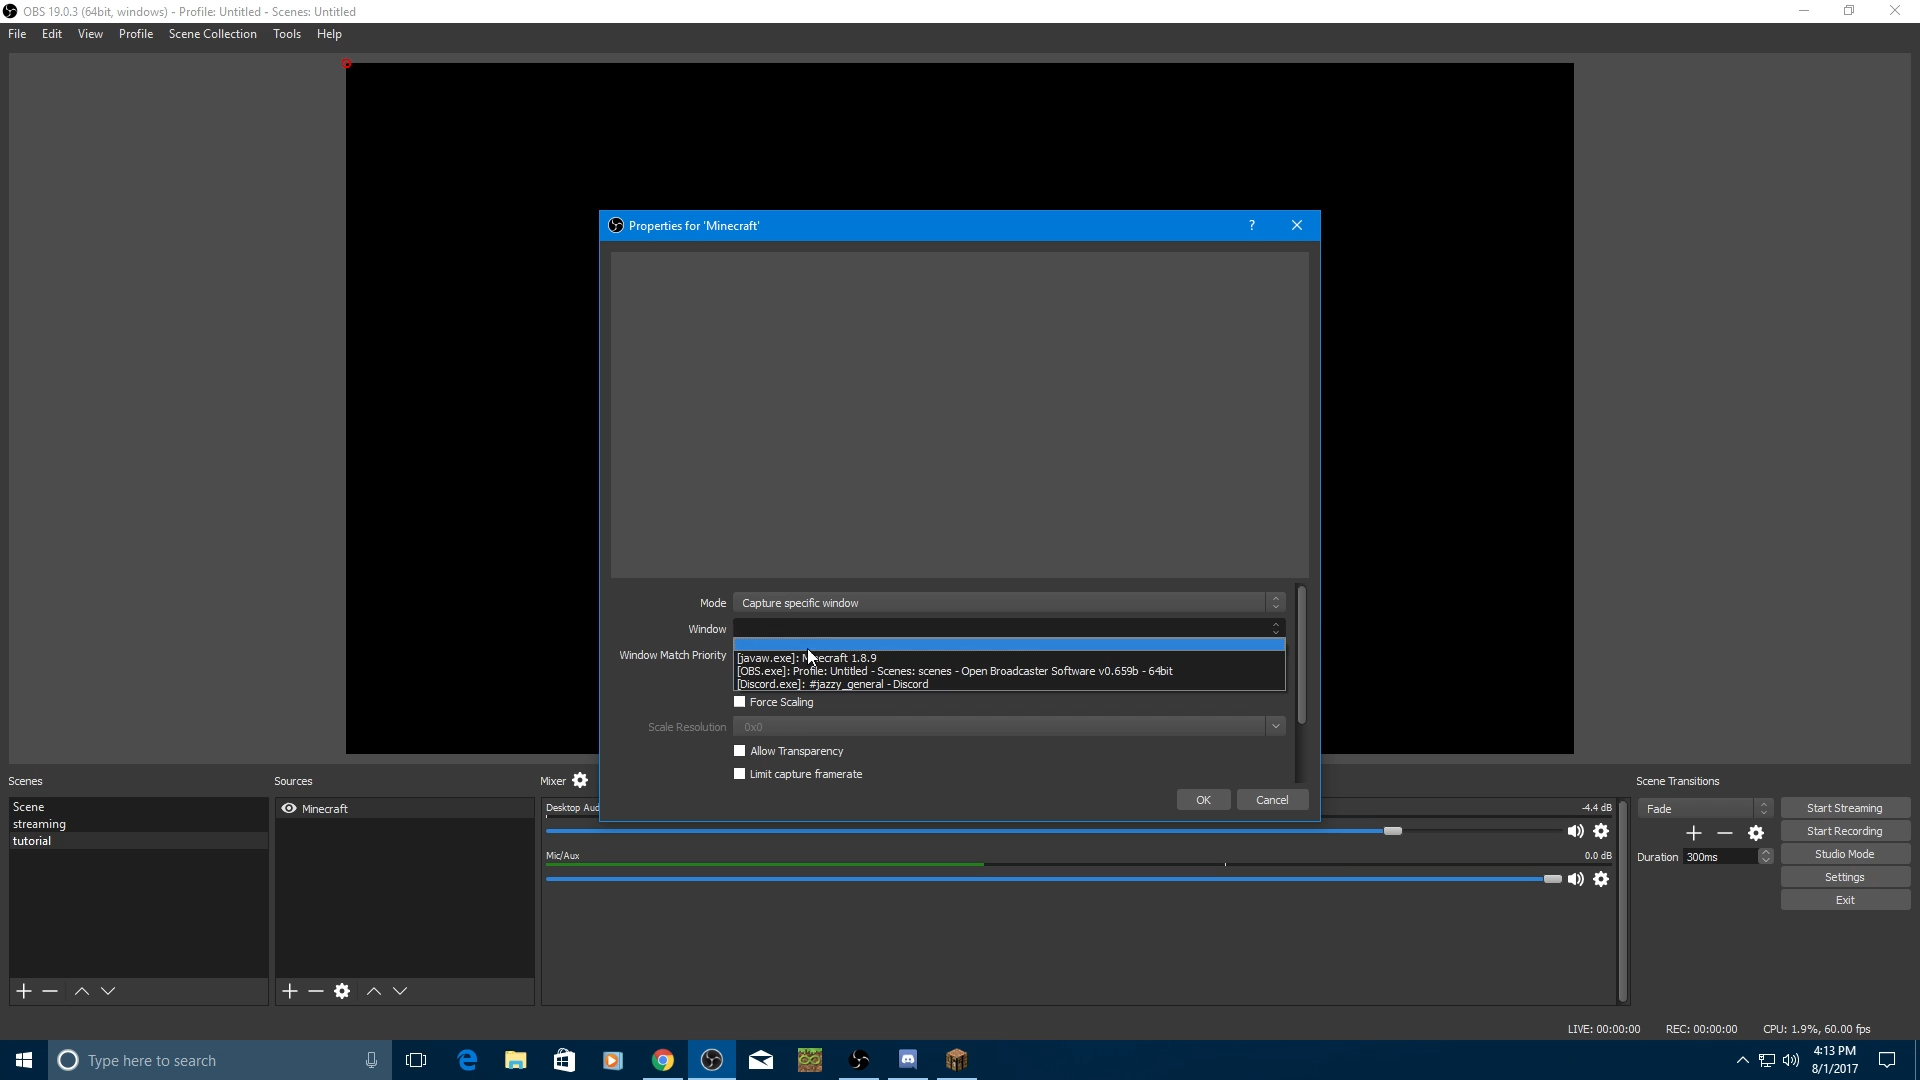 OBS 19.0.3 (64bit, windows) - Profile: Untitled - Scenes: Untitled
File Edit View Profile Scene Collection Tools Help
Properties for 'Minecraft'
?
Mode Capture specific window
Window
Window Match Priority
[javaw.exe]: Minecraft 1.8.9
[OBS.exe]: Profile: Untitled - Scenes: scenes - Open Broadcaster Software v0.659b - 64bit
[Discord.exe]: #jazzy_general - Discord
Force Scaling
Scale Resolution 0x0
Allow Transparency
Limit capture framerate
OK Cancel
Scenes
Scene
streaming
tutorial
Sources
Minecraft
Mixer
Desktop Aud
-4.4 dB
Mic/Aux
0.0 dB
Scene Transitions
Fade
Duration 300ms
Start Streaming
Start Recording
Studio Mode
Settings
Exit
LIVE: 00:00:00 REC: 00:00:00 CPU: 1.9%, 60.00 fps
Type here to search
4:13 PM
8/1/2017